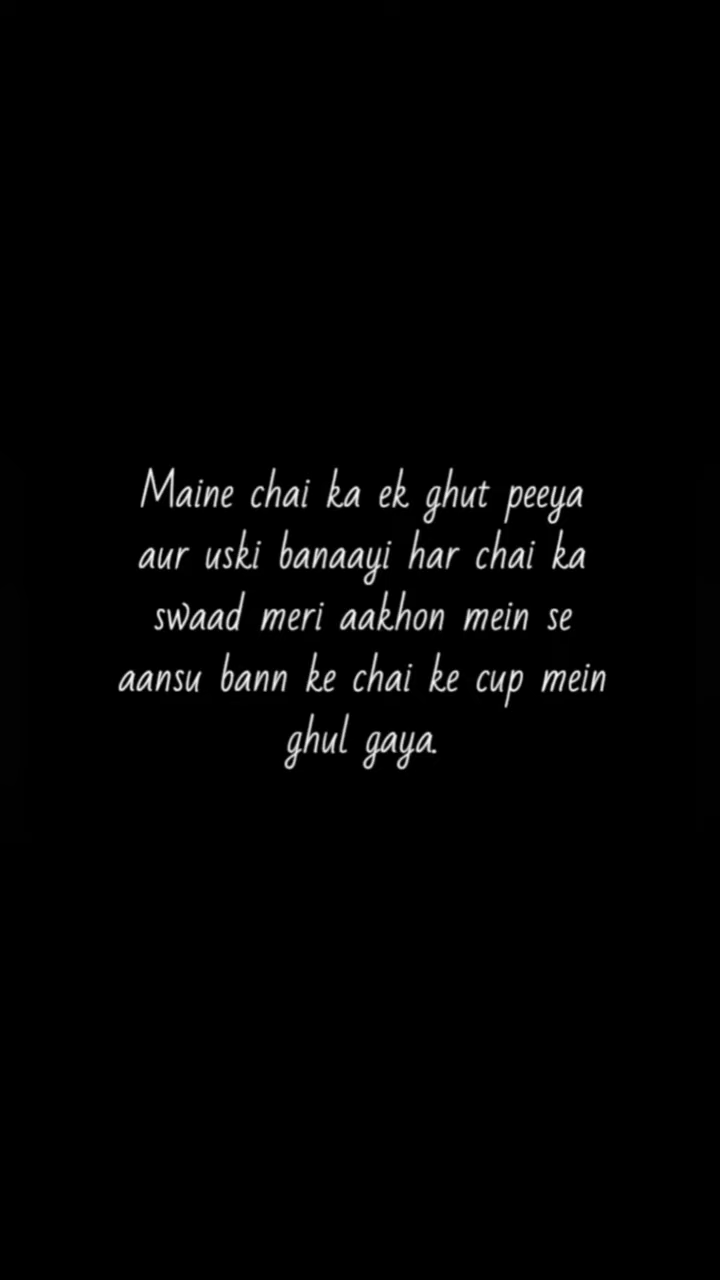 Maine chai ka ek ghut peeya
aur uski banaayi har chai ka
swaad meri aakhon mein se
aansu bann ke chai ke cup mein
ghul gaya.